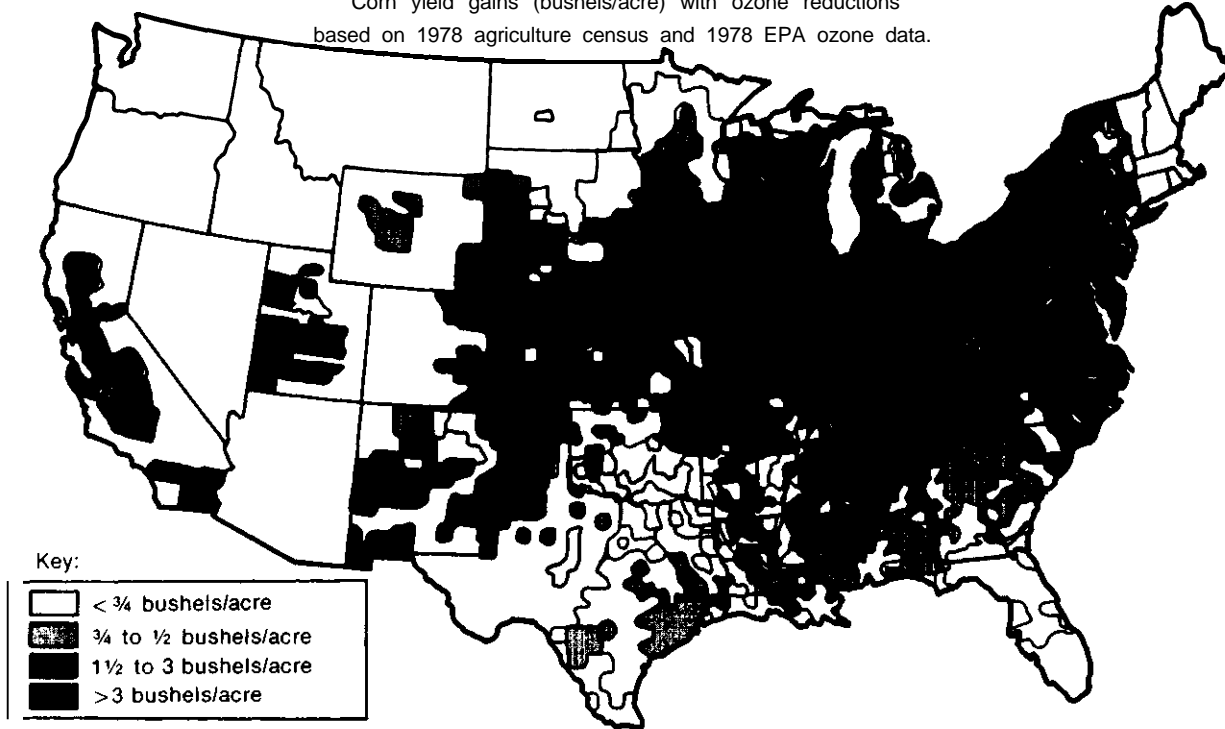 Corn yield gains (bushels/acre) with ozone reductions
based on 1978 agriculture census and 1978 EPA ozone data.
Key:
< ¾ bushels/acre
¾ to ½ bushels/acre
1½ to 3 bushels/acre
>3 bushels/acre